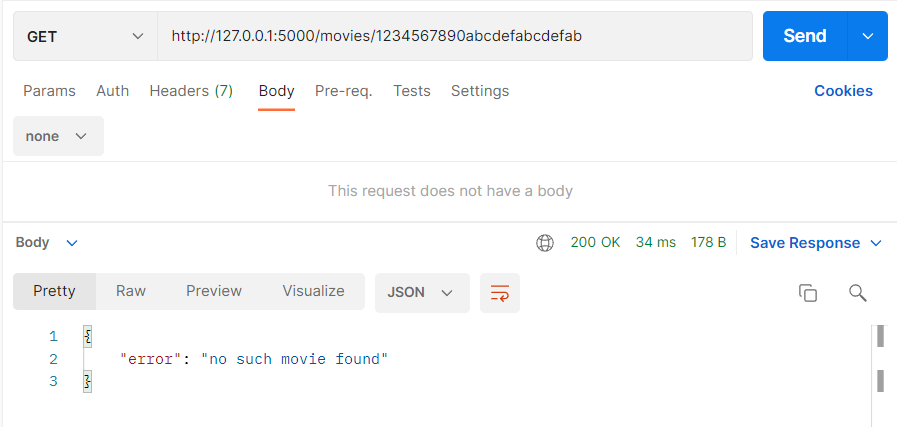 GET http://127.0.0.1:5000/movies/1234567890abcdefabcdefab Send
Params Auth Headers (7) Body Pre-req. Tests Settings Cookies
none
This request does not have a body
Body 200 OK 34 ms 178 B Save Response
Pretty Raw Preview Visualize JSON
1 {
2 "error": "no such movie found"
3 }